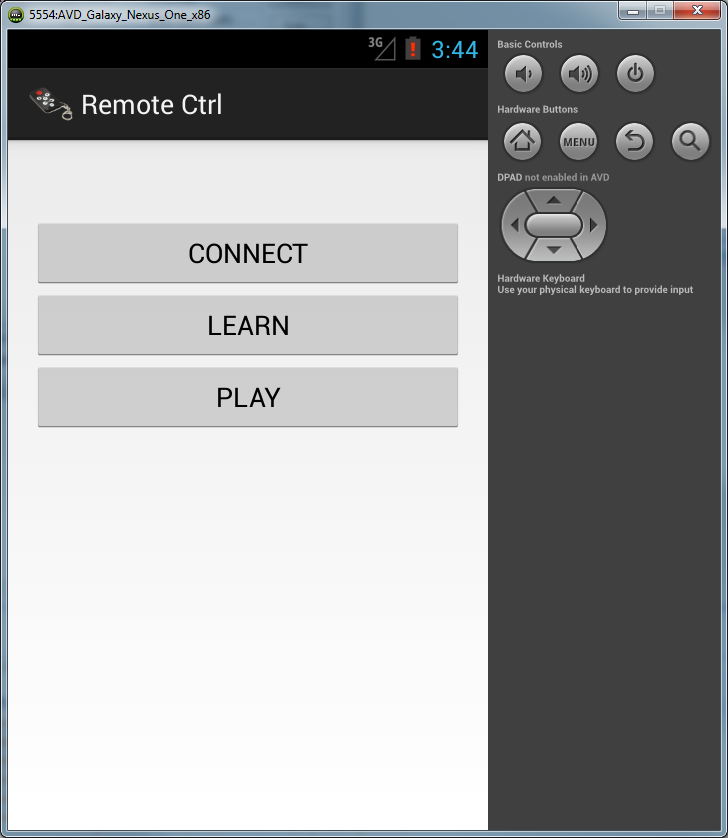 5554:AVD_Galaxy_Nexus_One_x86
3G
3:44
Remote Ctrl
CONNECT
LEARN
PLAY
Basic Controls
Hardware Buttons
MENU
DPAD not enabled in AVD
Hardware Keyboard
Use your physical keyboard to provide input